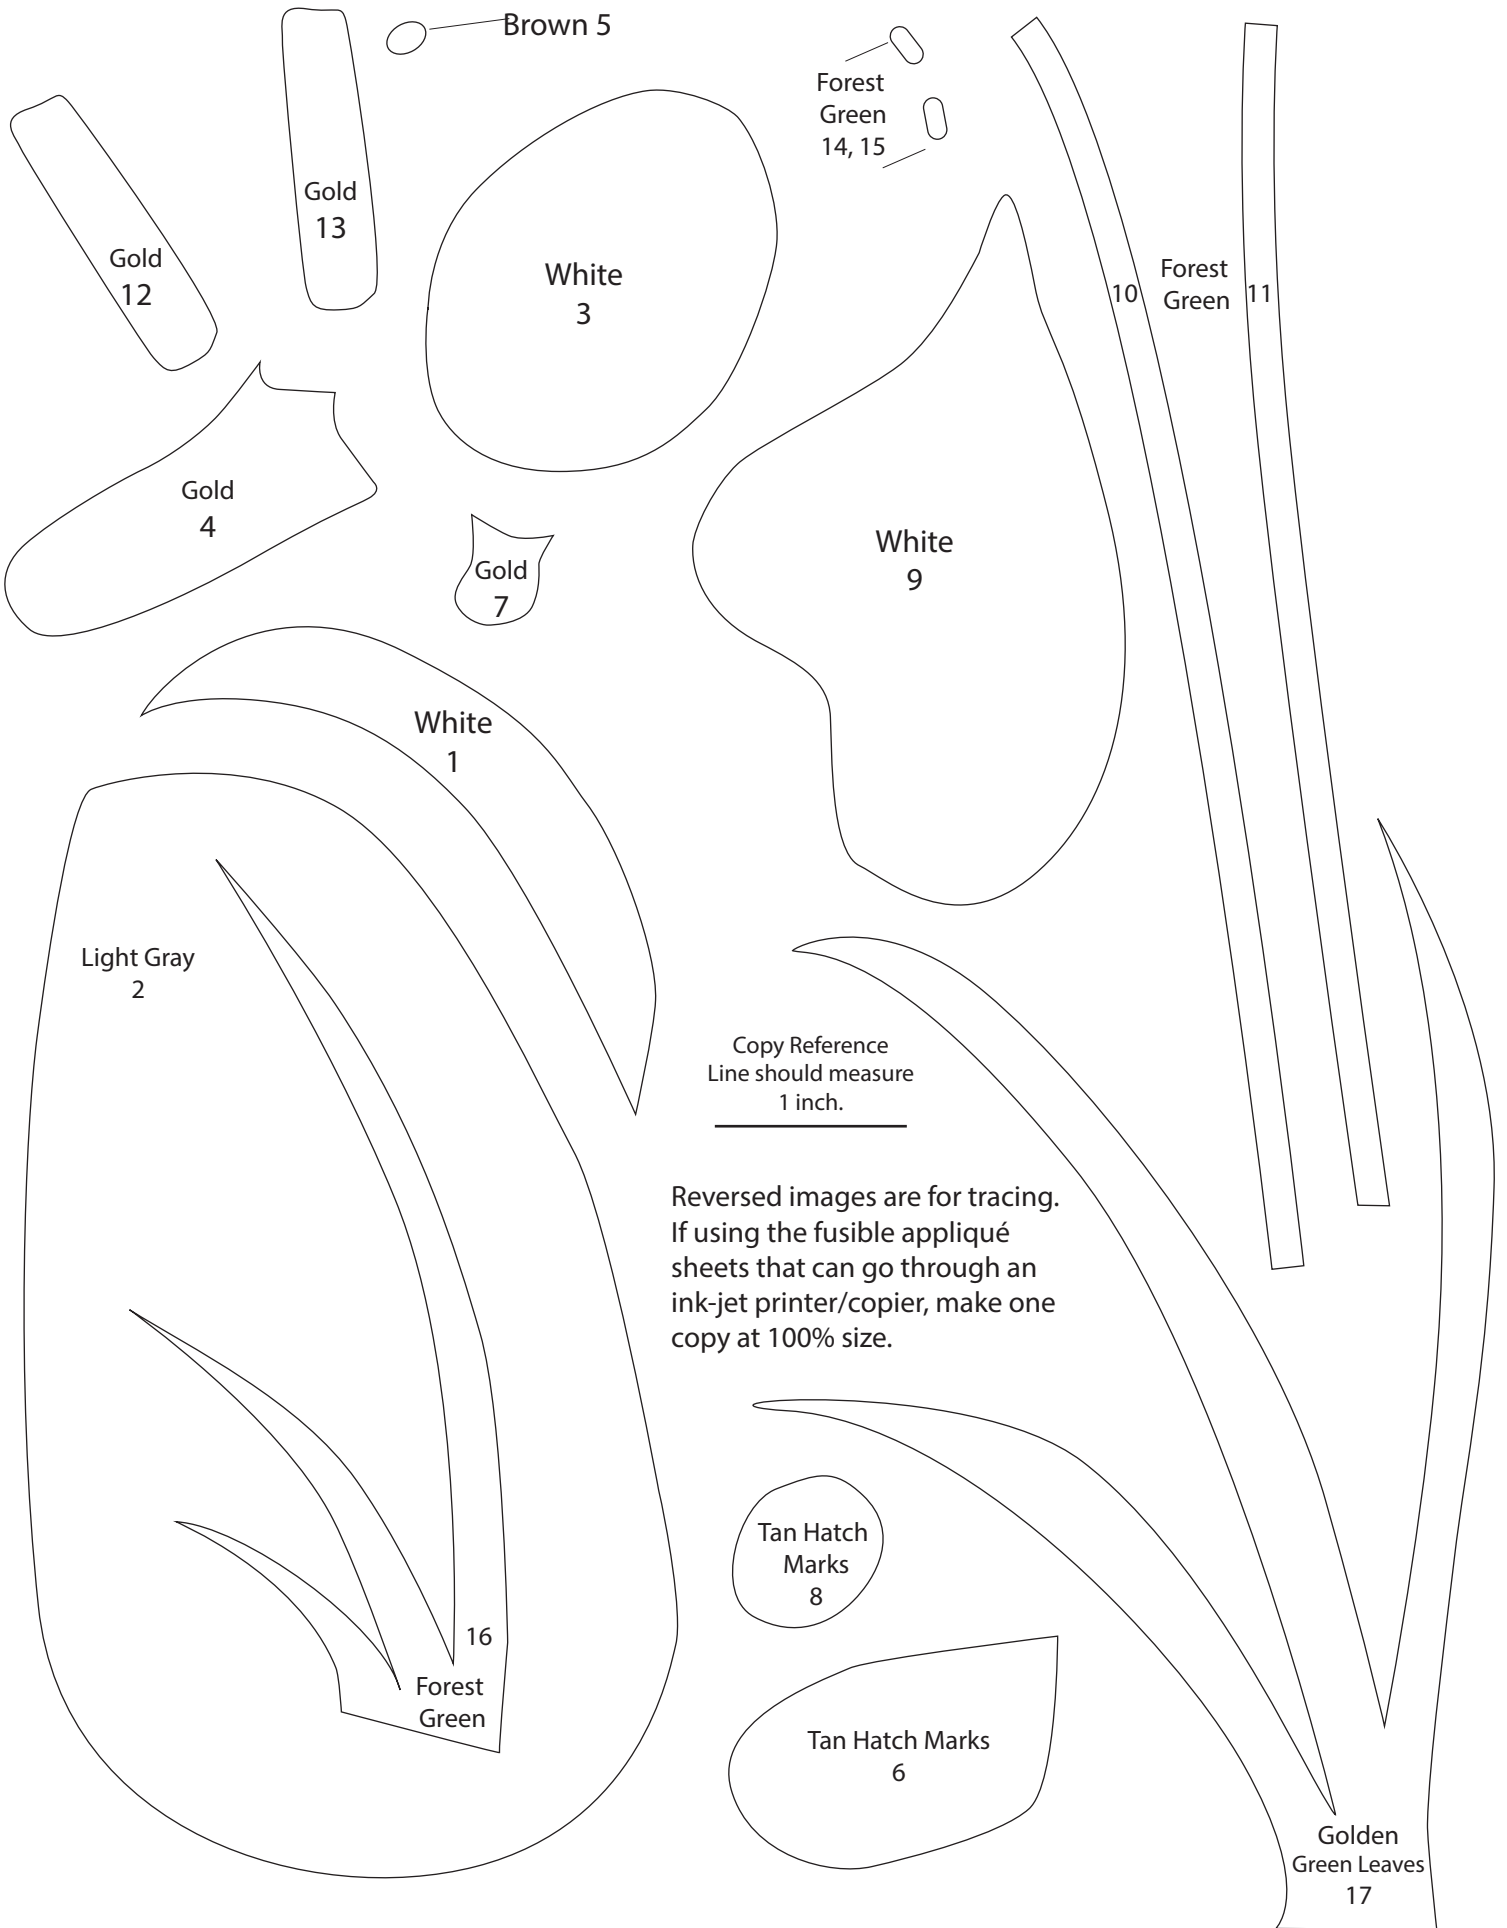 Brown 5
Forest
Green
14, 15
Gold
13
Gold
12
White
3
Forest
Green
10
11
Gold
4
White
9
Gold
7
White
1
Light Gray
2
Copy Reference
Line should measure
1 inch.
Reversed images are for tracing.
If using the fusible appliqué
sheets that can go through an
ink-jet printer/copier, make one
copy at 100% size.
Tan Hatch
Marks
8
16
Forest
Green
Tan Hatch Marks
6
Golden
Green Leaves
17